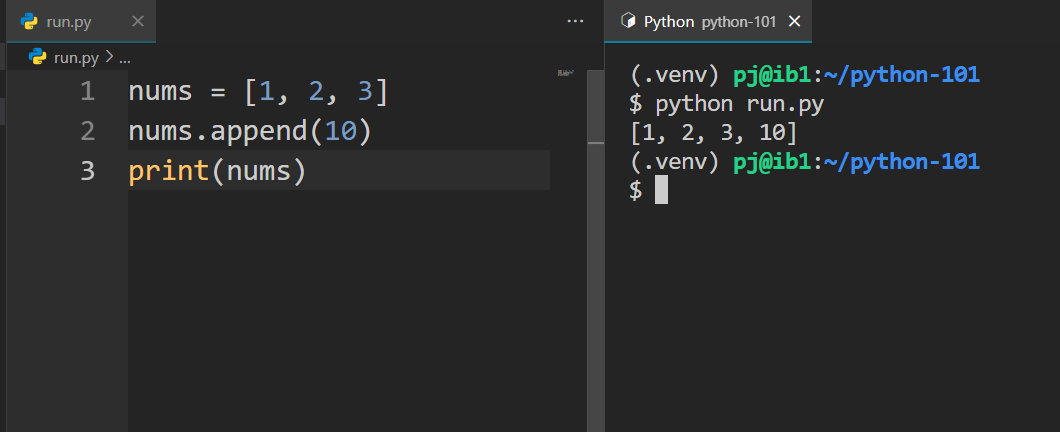 run.py
run.py > ...
1 nums = [1, 2, 3]
2 nums.append(10)
3 print(nums)
Python python-101
(.venv) pj@ib1:~/python-101
$ python run.py
[1, 2, 3, 10]
(.venv) pj@ib1:~/python-101
$